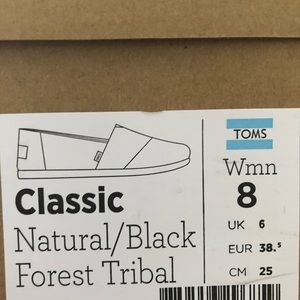 Classic
Natural/Black
Forest Tribal
TOMS
Wmn
8
UK 6
EUR 38.5
CM 25